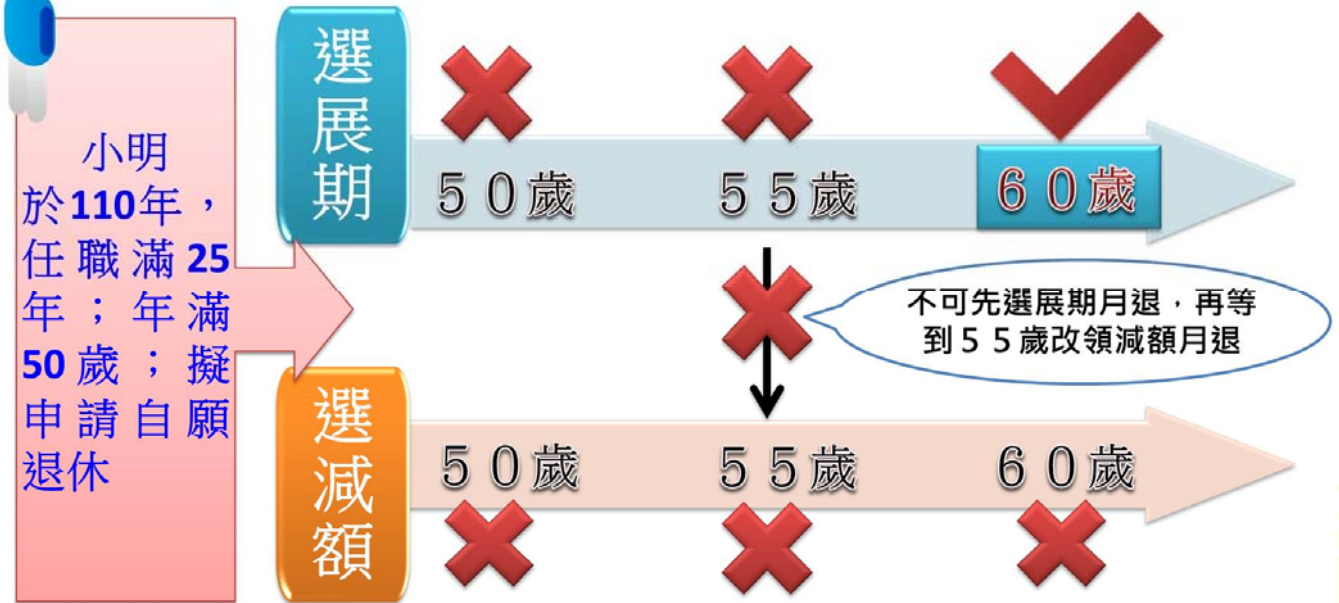 小明
於110年，
任職滿25
年；年滿
50歲；擬
申請自願
退休
選展期
５０歲
５５歲
６０歲
不可先選展期月退，再等
到５５歲改領減額月退
選減額
５０歲
５５歲
６０歲